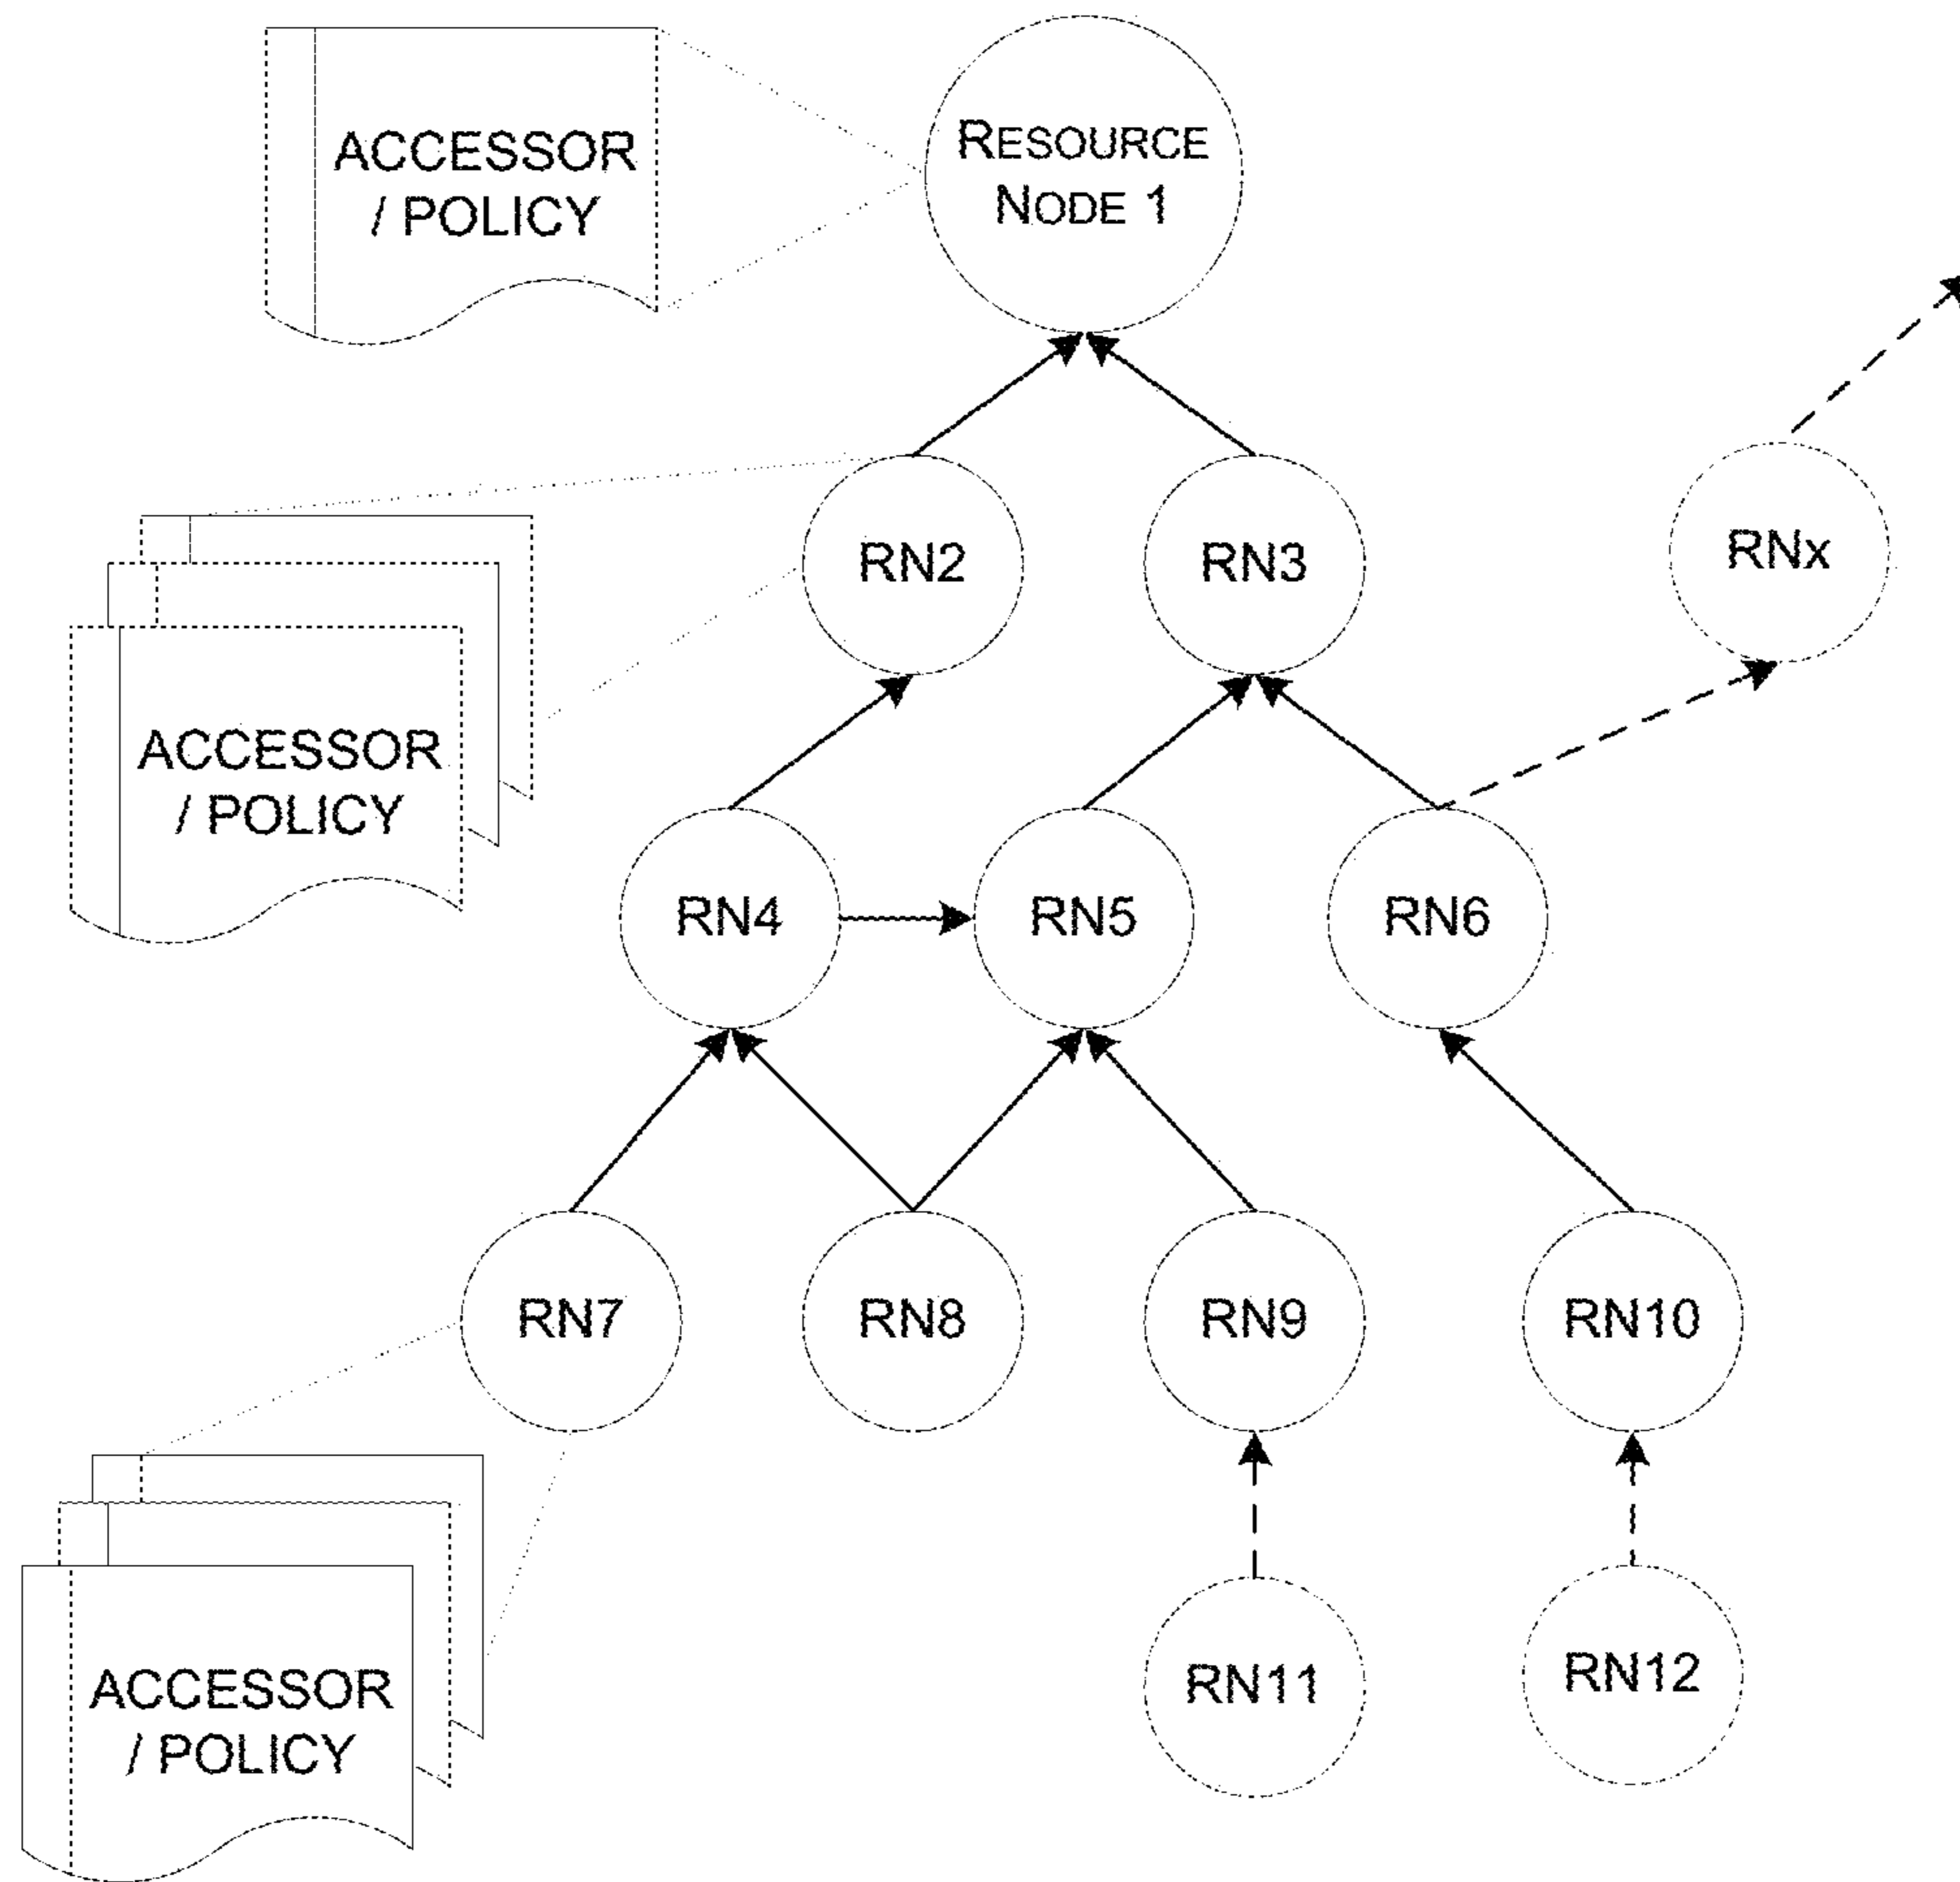 ACCESSOR
/ POLICY
RESOURCE
NODE 1
RN2
RN3
RNx
ACCESSOR
/ POLICY
RN4
RN5
RN6
RN7
RN8
RN9
RN10
ACCESSOR
/ POLICY
RN11
RN12